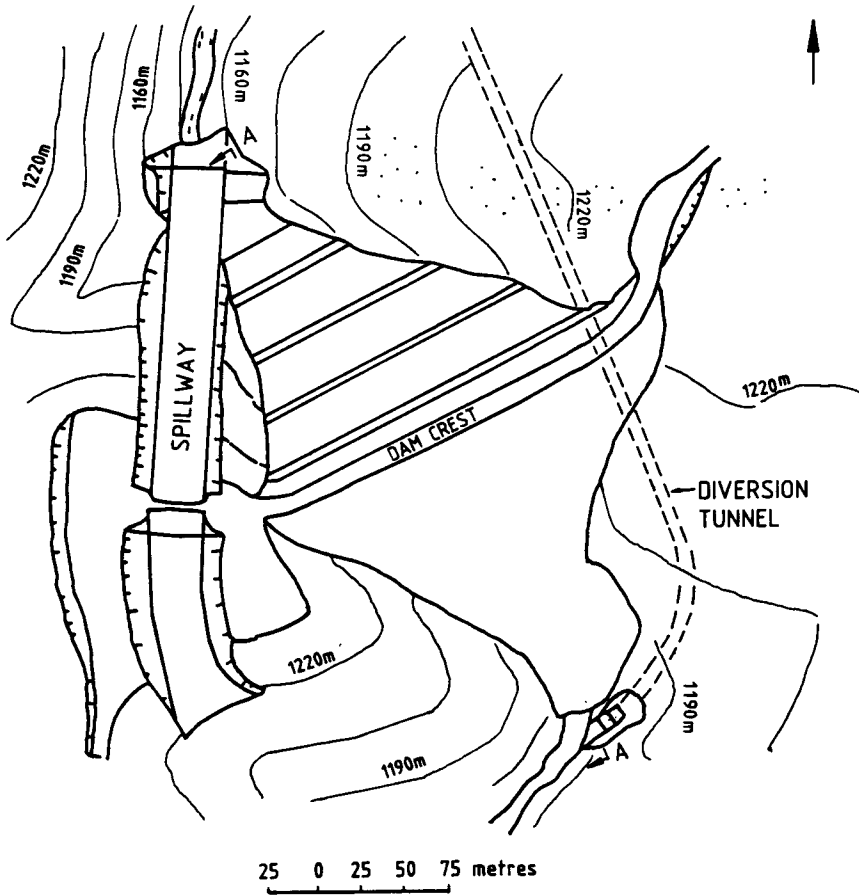 1160m
1160m
A
1220m
1190m
1220m
1190m
SPILLWAY
1220m
DAM CREST
DIVERSION
TUNNEL
1220m
1190m
1190m
A
25 0 25 50 75 metres